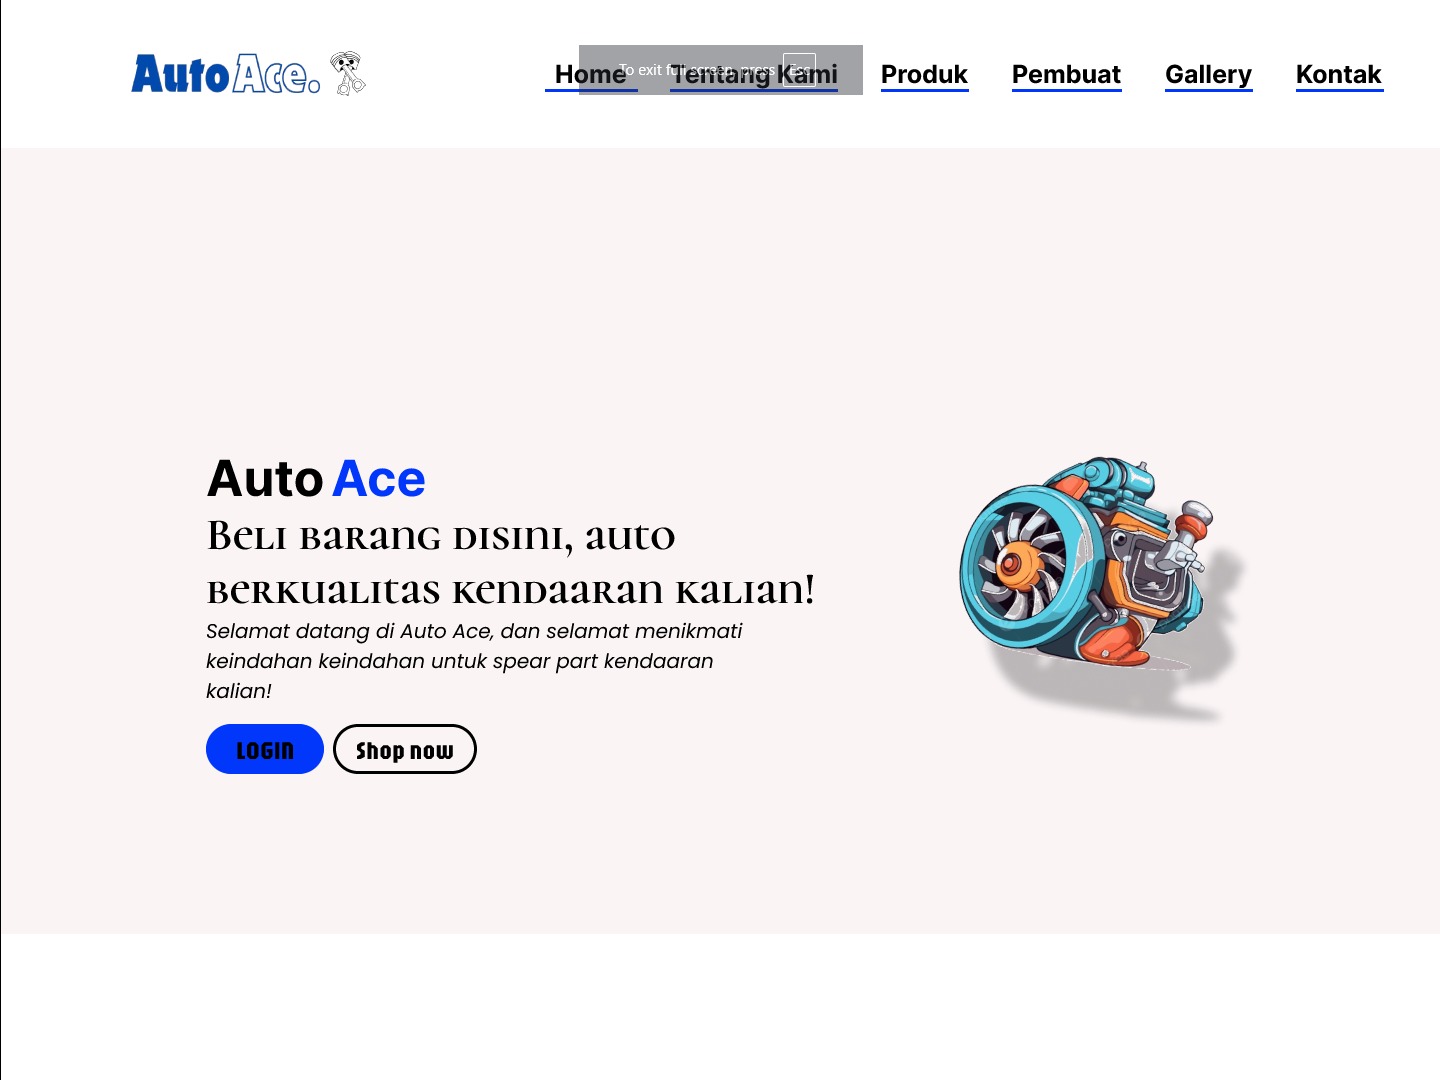 Auto Ace.
Home Tentang Kami Produk Pembuat Gallery Kontak
To exit full screen, press Esc
Auto Ace
Beli barang disini, auto
berkualitas kendaaran kalian!
Selamat datang di Auto Ace, dan selamat menikmati
keindahan keindahan untuk spear part kendaaran
kalian!
LOGIN Shop now